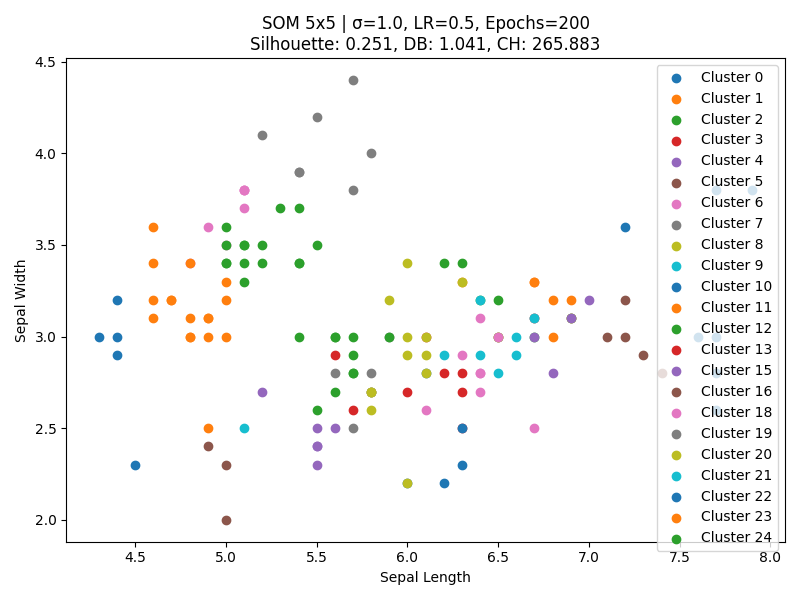 SOM 5x5 | σ=1.0, LR=0.5, Epochs=200
Silhouette: 0.251, DB: 1.041, CH: 265.883
Sepal Width
4.5
4.0
3.5
3.0
2.5
2.0
Cluster 0
Cluster 1
Cluster 2
Cluster 3
Cluster 4
Cluster 5
Cluster 6
Cluster 7
Cluster 8
Cluster 9
Cluster 10
Cluster 11
Cluster 12
Cluster 13
Cluster 15
Cluster 16
Cluster 18
Cluster 19
Cluster 20
Cluster 21
Cluster 22
Cluster 23
Cluster 24
4.5 5.0 5.5 6.0 6.5 7.0 7.5 8.0
Sepal Length